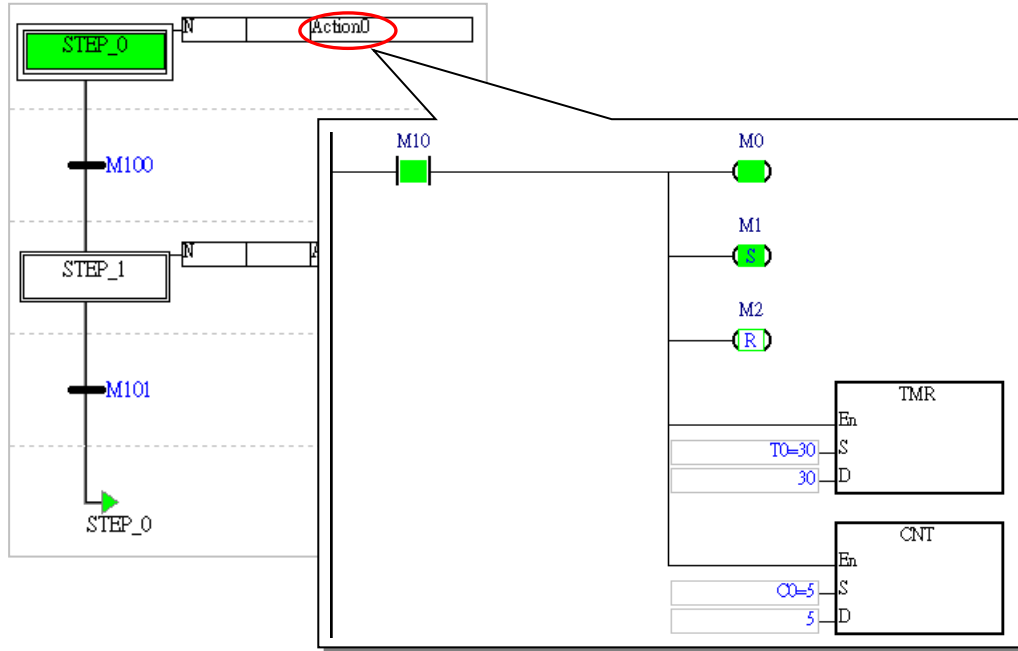 N
Action0
STEP_0
M100
N
STEP_1
M101
STEP_0
M10
M0
M1
S
M2
R
TMR
En
T0=30
S
30
D
CNT
En
C0=5
S
5
D